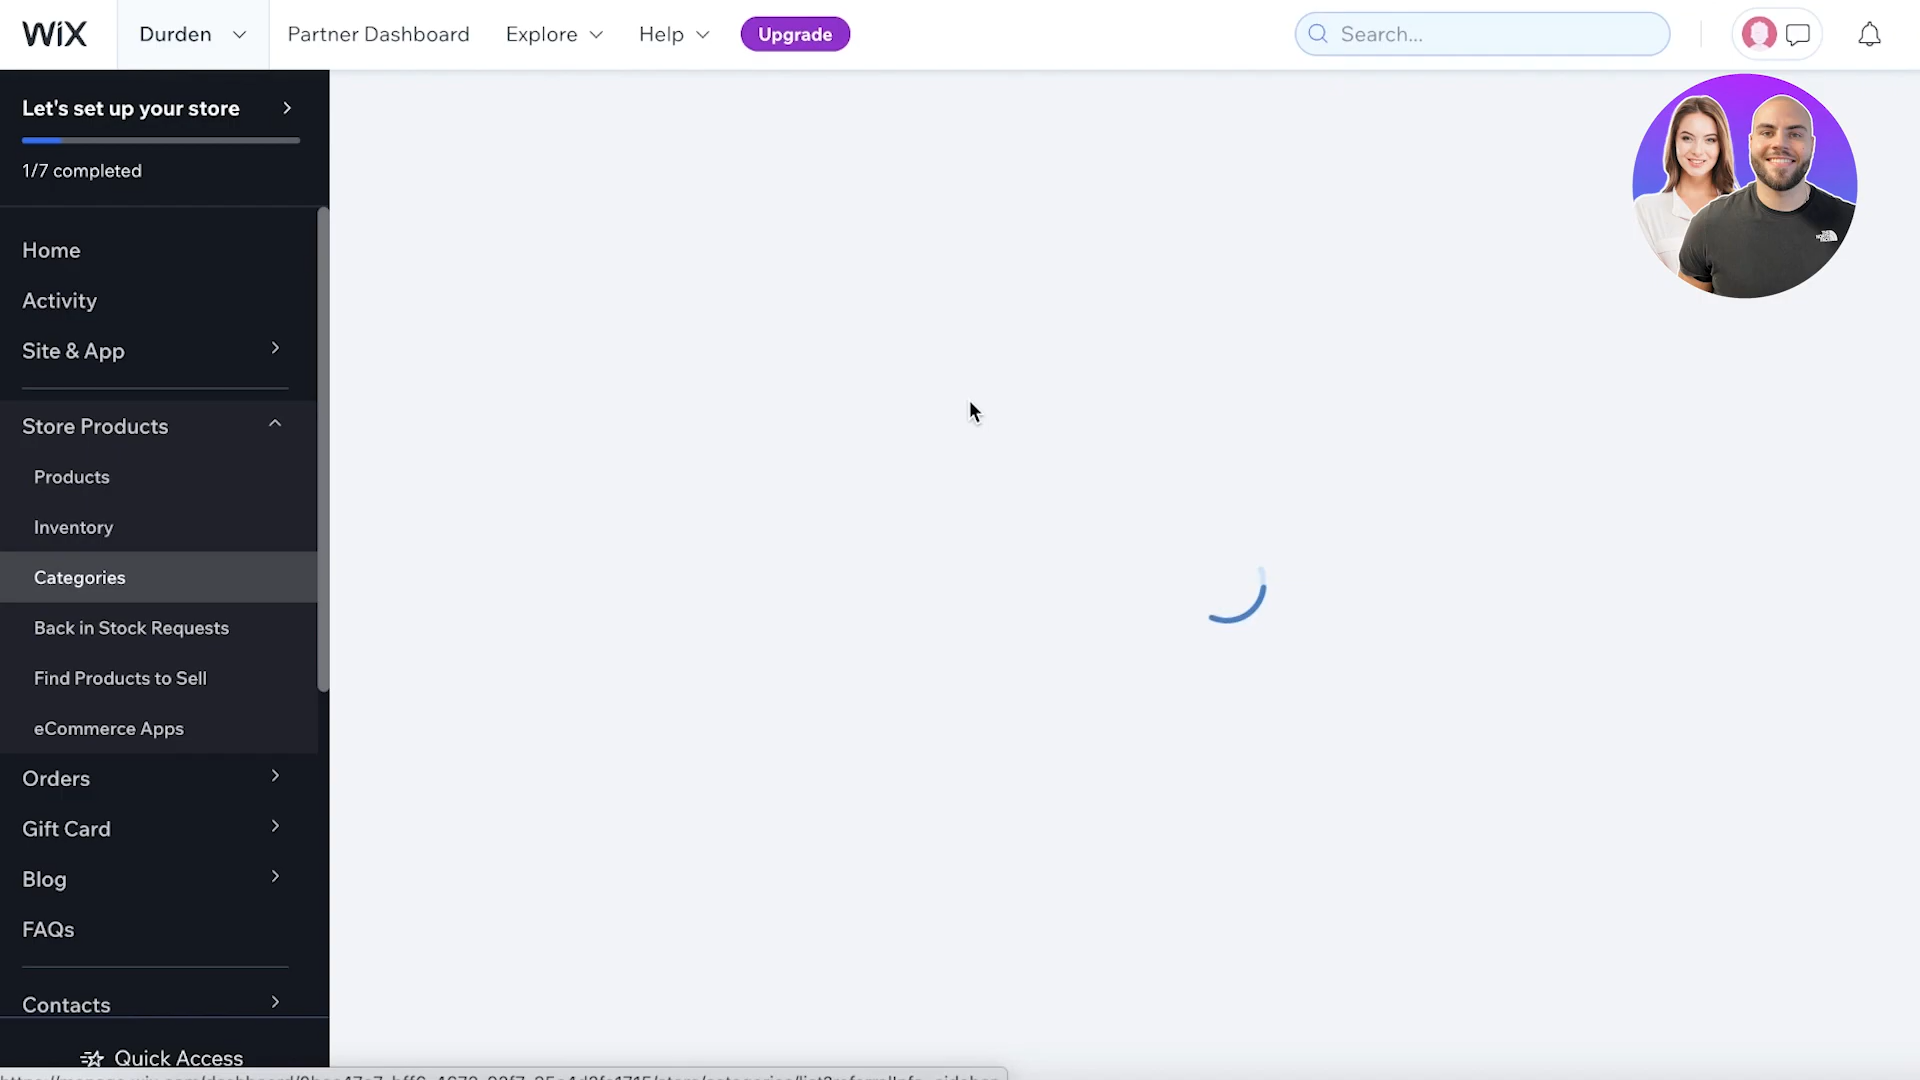 WiX
Durden
Partner Dashboard
Explore
Help
Upgrade
Search...
Let's set up your store
1/7 completed
Home
Activity
Site & App
Store Products
Products
Inventory
Categories
Back in Stock Requests
Find Products to Sell
eCommerce Apps
Orders
Gift Card
Blog
FAQs
Contacts
Quick Access